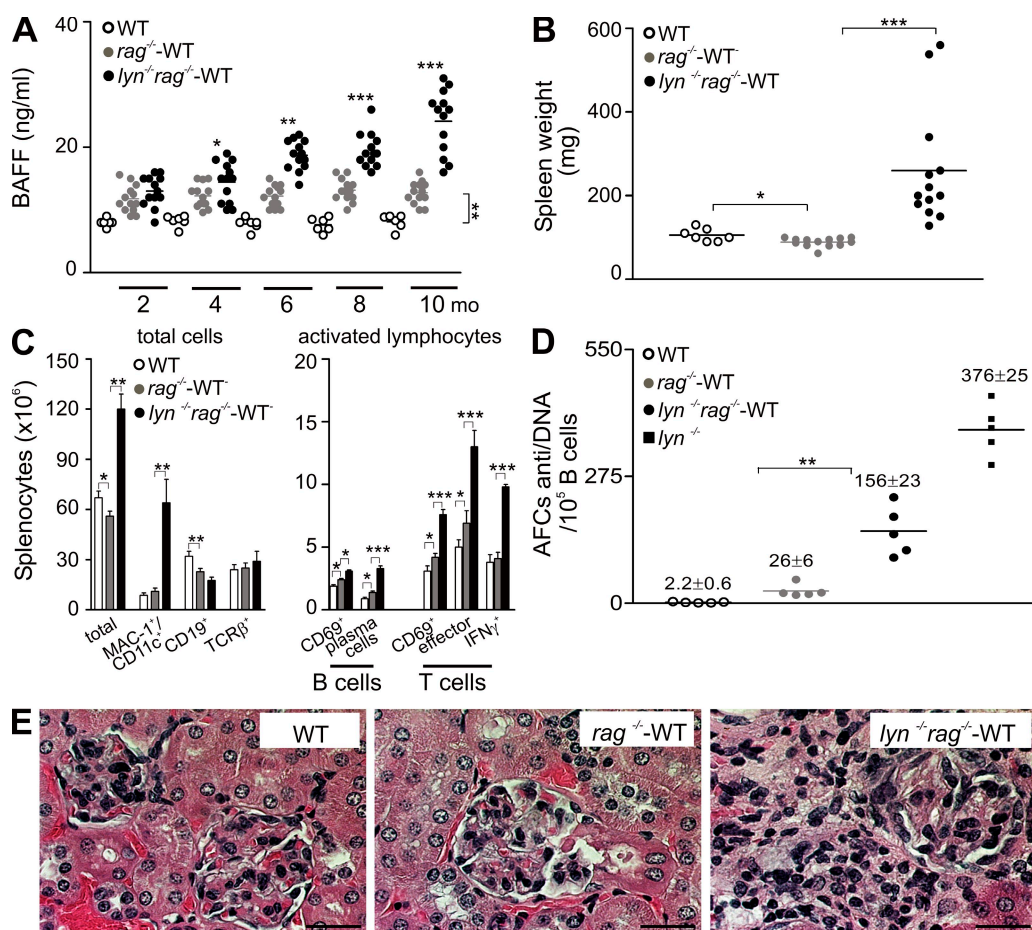 A
40
20
0
BAFF (ng/ml)
WT
rag-/--WT
lyn-/-rag-/--WT
*
**
***
***
**
2 4 6 8 10 mo
B
600
400
200
0
Spleen weight
(mg)
WT
rag-/--WT-
lyn-/-rag-/--WT
*
***
C
total cells
activated lymphocytes
150
120
90
60
30
0
Splenocytes (x10⁶)
WT
rag-/--WT-
lyn -/-rag-/--WT-
*
**
**
**
total
MAC-1⁺/
CD11c⁺
CD19⁺
TCRβ⁺
20
15
10
5
0
* *
* ***
* ***
* ***
***
CD69⁺
plasma
cells
CD69⁺
effector
IFNγ⁺
B cells
T cells
D
550
275
0
AFCs anti/DNA
/10⁵ B cells
WT
rag-/--WT
lyn -/-rag-/--WT
lyn -/-
2.2±0.6
26±6
**
156±23
376±25
E
WT
rag -/--WT
lyn -/-rag-/--WT